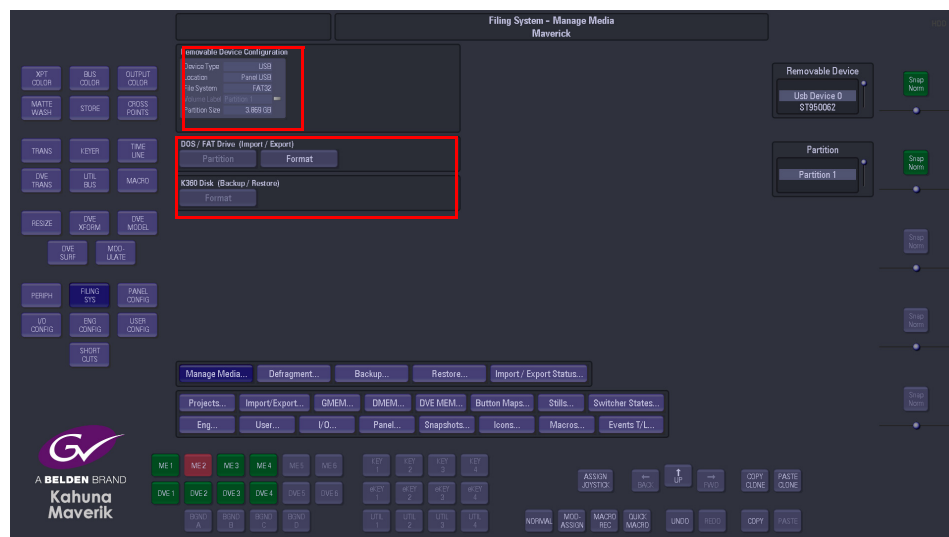 Filing System - Manage Media
Maverick
HDD
Removable Device Configuration
Device Type USB
Location Panel USB
File System FAT32
Volume Label Partition 1
Partition Size 3.869 GB
DOS / FAT Drive (Import / Export)
Partition Format
K360 Disk (Backup / Restore)
Format
Removable Device
Usb Device 0
ST950062
Partition
Partition 1
Snap
Norm
Snap
Norm
Snap
Norm
Snap
Norm
Snap
Norm
XPT
COLOR
BUS
COLOR
OUTPUT
COLOR
MATTE
WASH
STORE
CROSS
POINTS
TRANS
KEYER
TIME
LINE
DVE
TRANS
UTIL
BUS
MACRO
RESIZE
DVE
XFORM
DVE
MODEL
DVE
SURF
MOD-
ULATE
PERIPH
FILING
SYS
PANEL
CONFIG
I/O
CONFIG
ENG
CONFIG
USER
CONFIG
SHORT
CUTS
Manage Media... Defragment... Backup... Restore... Import / Export Status...
Projects... Import/Export... GMEM... DMEM... DVE MEM... Button Maps... Stills... Switcher States...
Eng... User... I/O... Panel... Snapshots... Icons... Macros... Events T/L...
GV
A BELDEN BRAND
Kahuna
Maverik
ME 1 ME 2 ME 3 ME 4 ME 5 ME 6
DVE 1 DVE 2 DVE 3 DVE 4 DVE 5 DVE 6
BGND
A
BGND
B
BGND
C
BGND
D
KEY
1
KEY
2
KEY
3
KEY
4
eKEY
1
eKEY
2
eKEY
3
eKEY
4
UTIL
1
UTIL
2
UTIL
3
UTIL
4
ASSIGN
JOYSTICK
←
BACK
↑
UP
→
FWD
COPY
CLONE
PASTE
CLONE
NORMAL
MOD-
ASSIGN
MACRO
REC
QUICK
MACRO
UNDO
REDO
COPY
PASTE